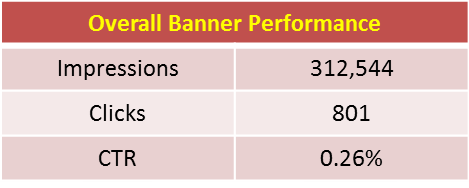 Overall Banner Performance
Impressions 312,544
Clicks 801
CTR 0.26%